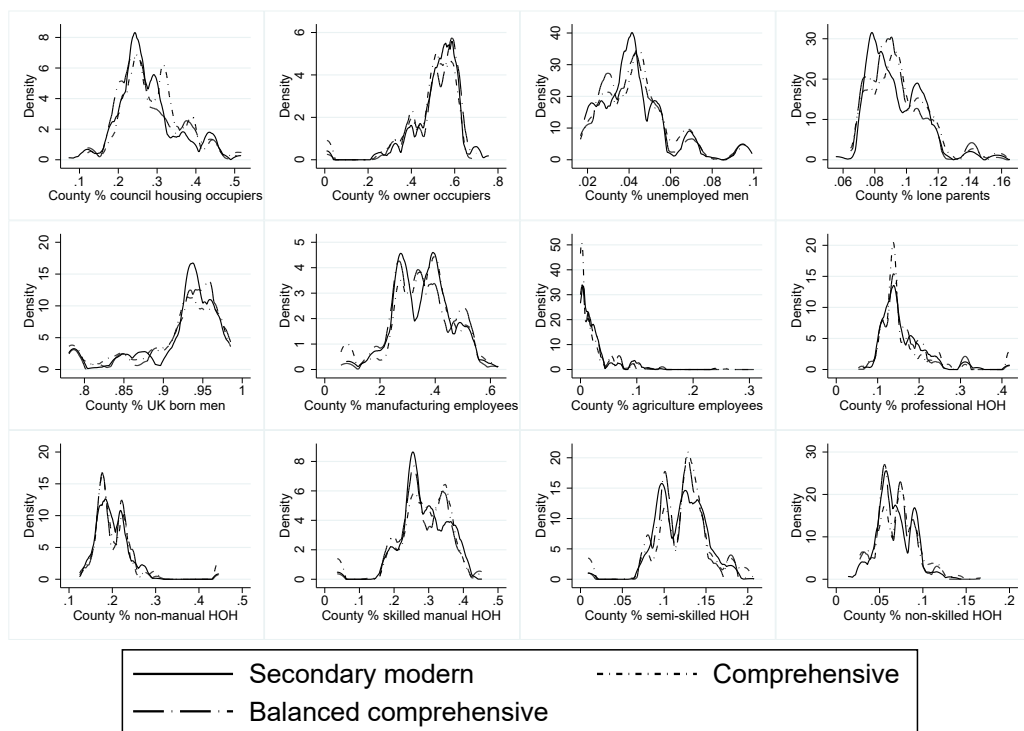 Density
0 2 4 6 8
.1 .2 .3 .4 .5
County % council housing occupiers
Density
0 2 4 6
0 .2 .4 .6 .8
County % owner occupiers
Density
0 10 20 30 40
.02 .04 .06 .08 .1
County % unemployed men
Density
0 10 20 30
.06 .08 .1 .12 .14 .16
County % lone parents
Density
0 5 10 15 20
.8 .85 .9 .95 1
County % UK born men
Density
0 1 2 3 4 5
0 .2 .4 .6
County % manufacturing employees
Density
0 10 20 30 40 50
0 .1 .2 .3
County % agriculture employees
Density
0 5 10 15 20
0 .1 .2 .3 .4
County % professional HOH
Density
0 5 10 15 20
.1 .2 .3 .4 .5
County % non-manual HOH
Density
0 2 4 6 8
0 .1 .2 .3 .4 .5
County % skilled manual HOH
Density
0 5 10 15 20
0 .05 .1 .15 .2
County % semi-skilled HOH
Density
0 10 20 30
0 .05 .1 .15 .2
County % non-skilled HOH
Secondary modern
Comprehensive
Balanced comprehensive